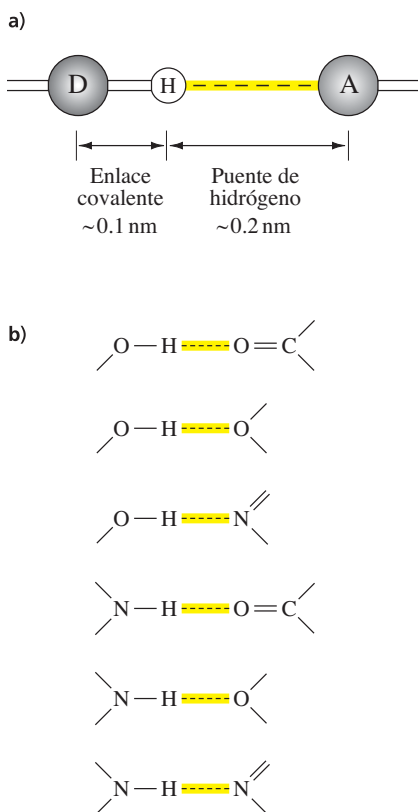 a)
D H A
Enlace Puente de
covalente hidrógeno
~0.1 nm ~0.2 nm
b)
O — H ------ O = C
O — H ------ O
O — H ------ N
N — H ------ O = C
N — H ------ O
N — H ------ N